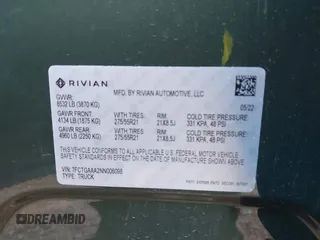 RIVIAN
MFD. BY RIVIAN AUTOMOTIVE, LLC
GVWR:
8532 LB (3870 KG)
05/22
GAWR FRONT WITH TIRES: RIM COLD TIRE PRESSURE
4134 LB (1875 KG) 275/55R21 21X8.5J 331 KPA, 48 PSI
GAWR REAR WITH TIRES: RIM COLD TIRE PRESSURE
4960 LB (2250 KG) 275/55R21 21X8.5J 331 KPA, 48 PSI
THIS VEHICLE CONFORMS TO ALL APPLICABLE U.S. FEDERAL MOTOR VEHICLE
SAFETY STANDARDS IN EFFECT ON THE DATE OF MANUFACTURE SHOWN ABOVE.
VIN: 7FCTGAAA2NN006098
TYPE: TRUCK
DREAMBID